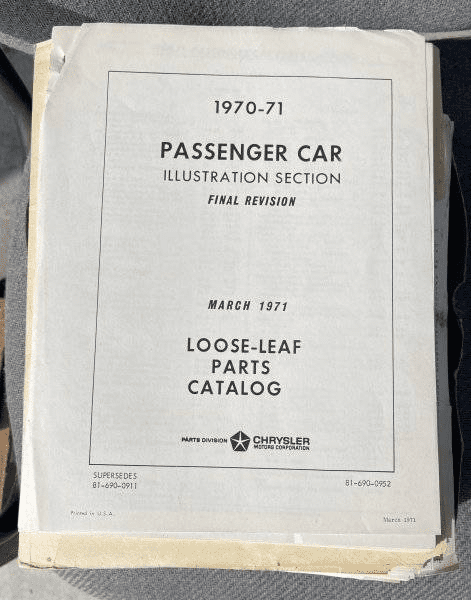 1970-71
PASSENGER CAR
ILLUSTRATION SECTION
FINAL REVISION
MARCH 1971
LOOSE-LEAF
PARTS
CATALOG
PARTS DIVISION CHRYSLER
MOTORS CORPORATION
SUPERSEDES
81-690-0911
81-690-0952
Printed in U.S.A.
March 1971